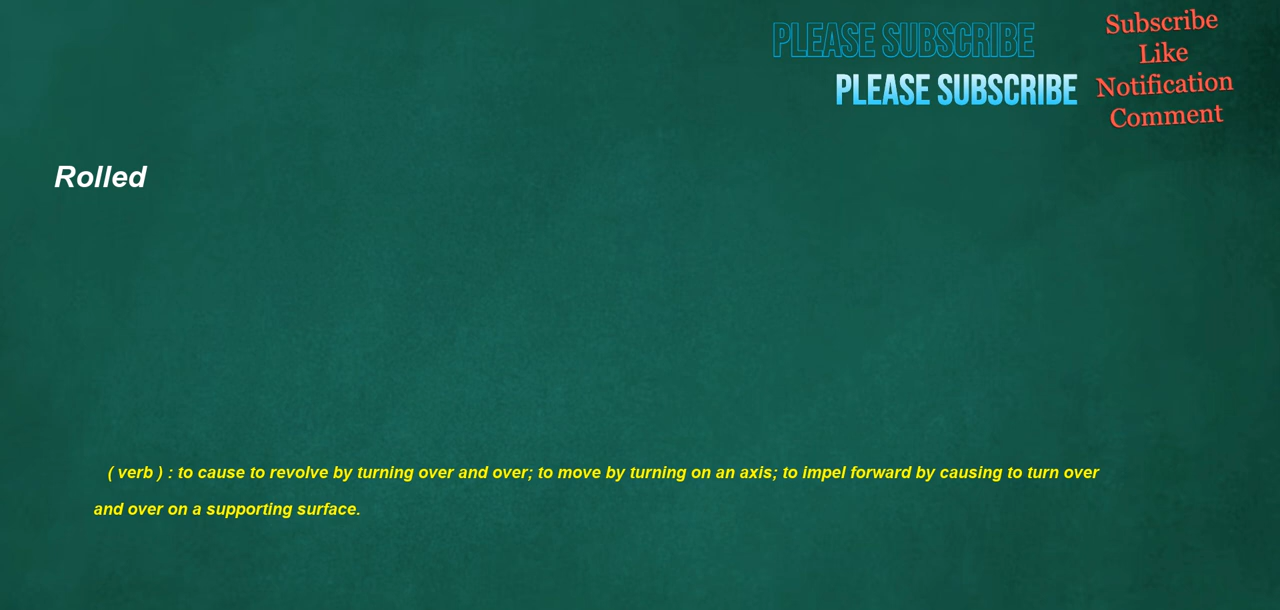 PLEASE SUBSCRIBE
PLEASE SUBSCRIBE
Subscribe
Like
Notification
Comment
Rolled
( verb ) : to cause to revolve by turning over and over; to move by turning on an axis; to impel forward by causing to turn over
and over on a supporting surface.